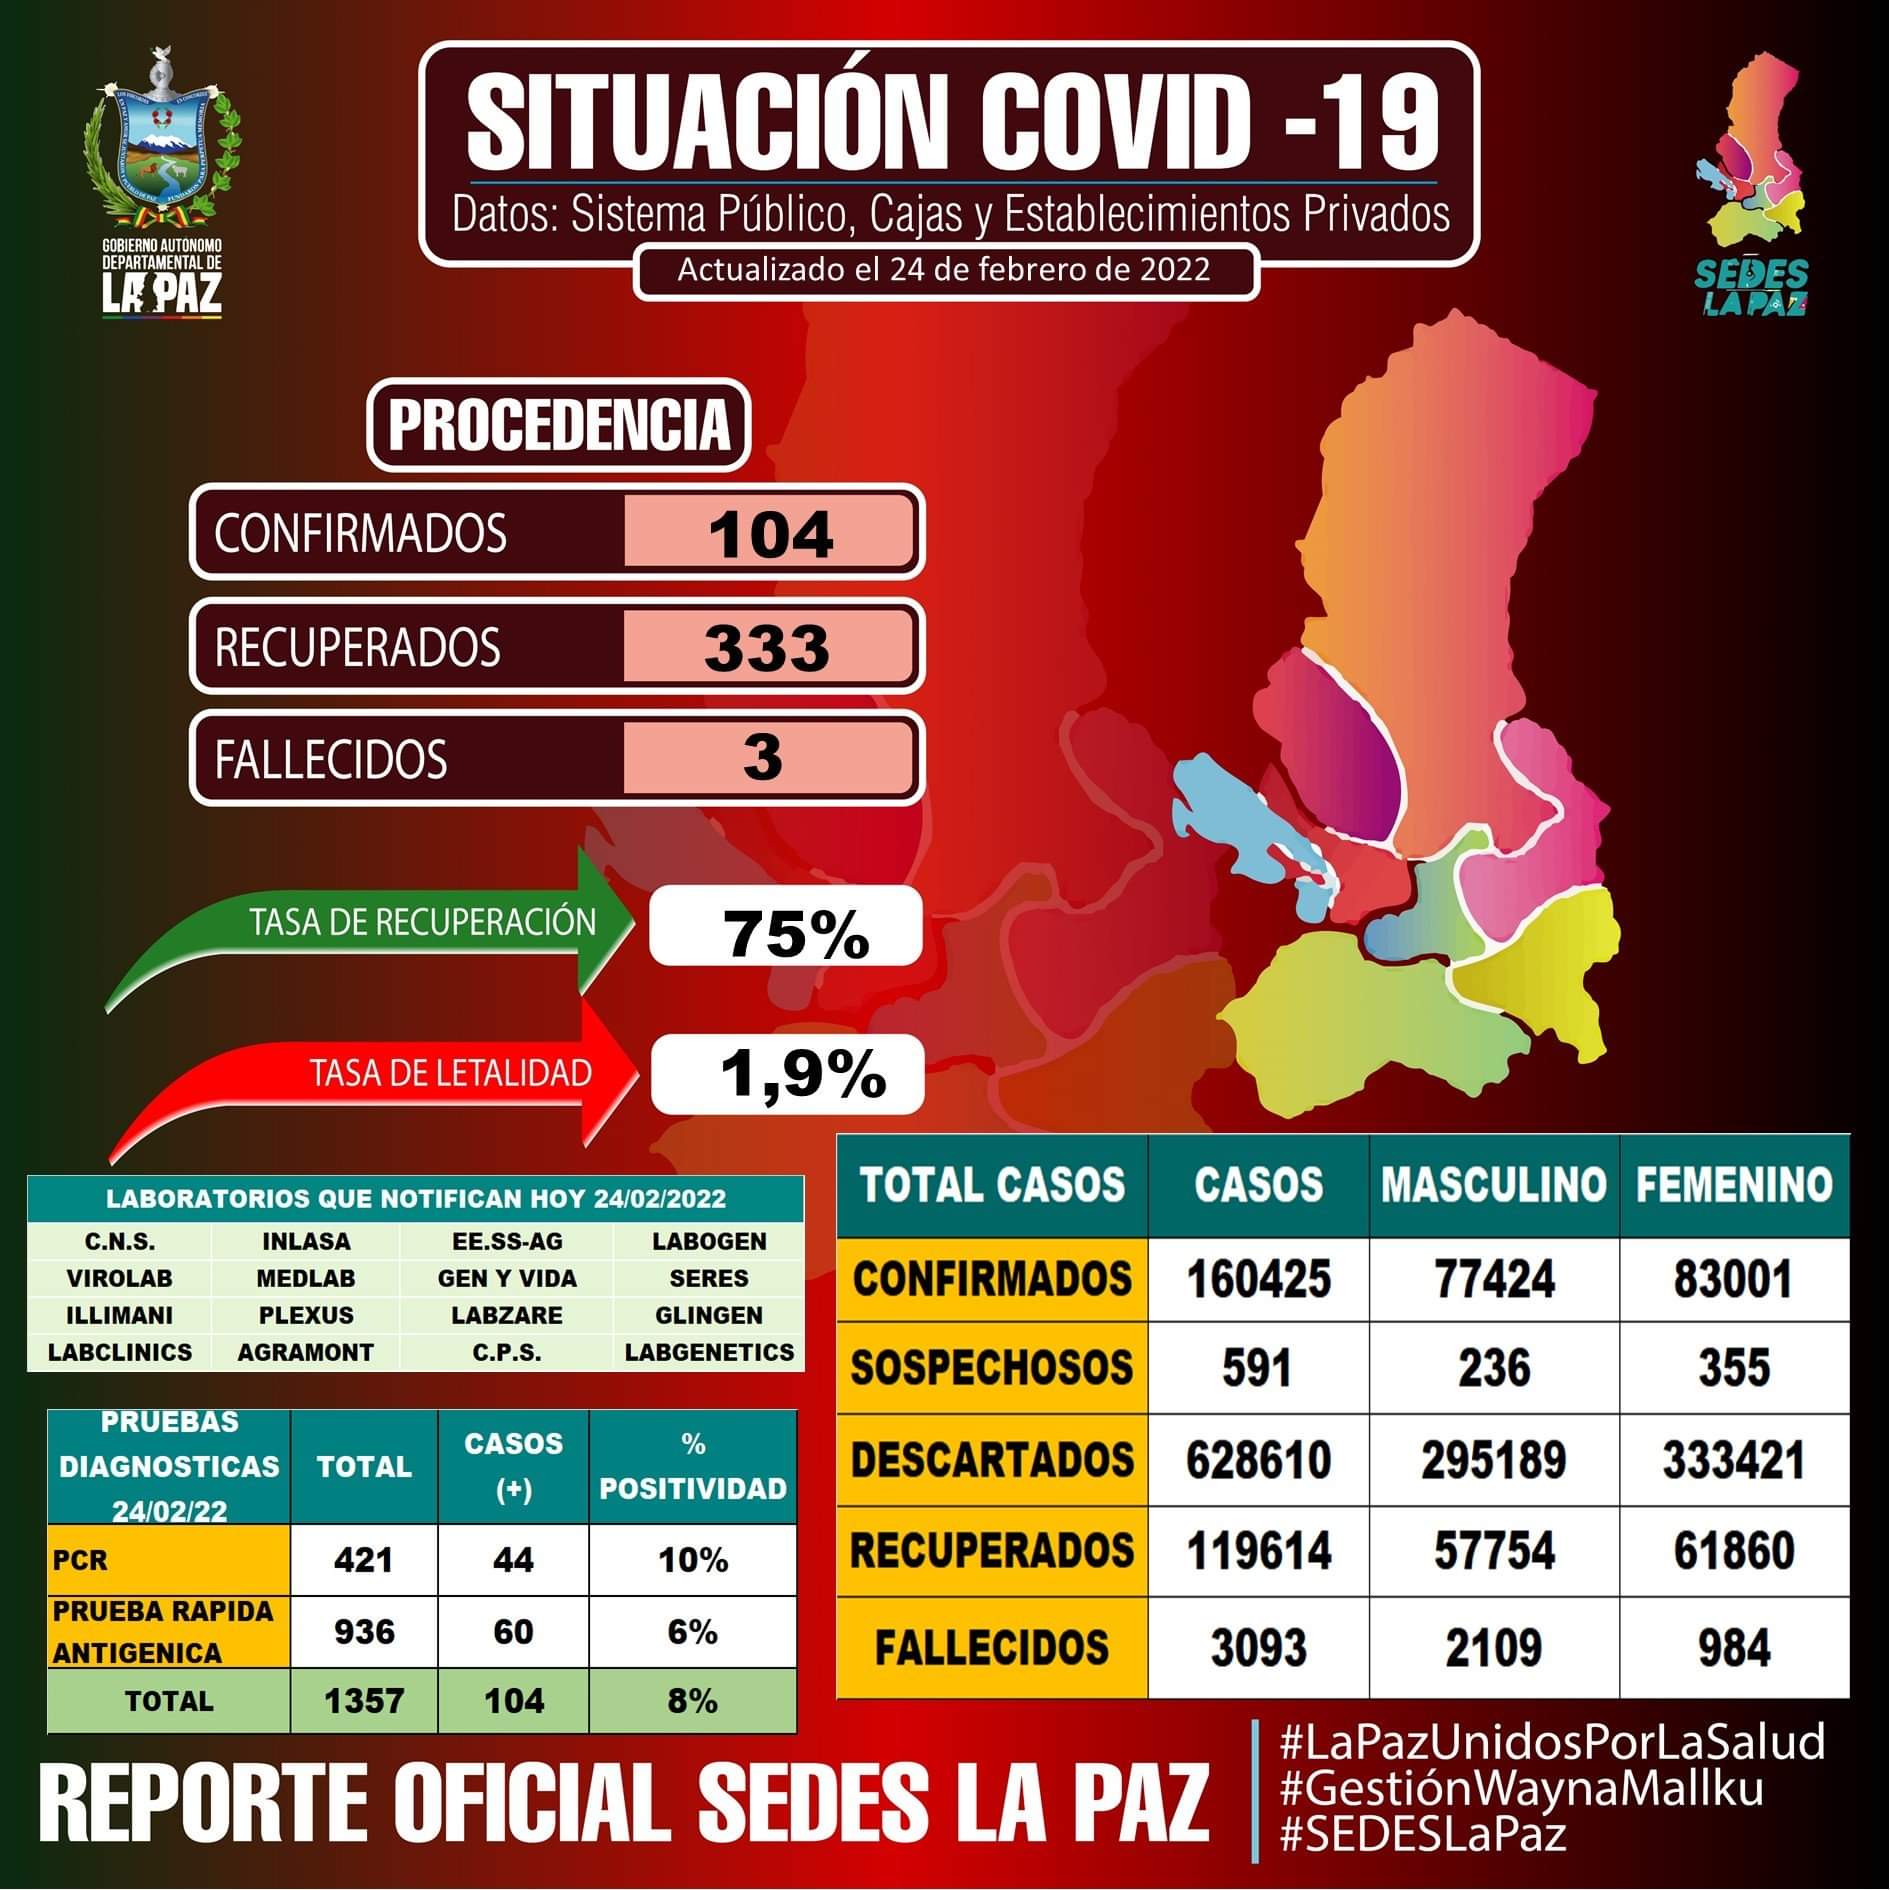 SITUACIÓN COVID -19
Datos: Sistema Público, Cajas y Establecimientos Privados
Actualizado el 24 de febrero de 2022
GOBIERNO AUTÓNOMO
DEPARTAMENTAL DE
LA PAZ
SEDES
LA PAZ
PROCEDENCIA
CONFIRMADOS 104
RECUPERADOS 333
FALLECIDOS 3
TASA DE RECUPERACIÓN 75%
TASA DE LETALIDAD 1,9%
LABORATORIOS QUE NOTIFICAN HOY 24/02/2022
C.N.S. INLASA EE.SS-AG LABOGEN
VIROLAB MEDLAB GEN Y VIDA SERES
ILLIMANI PLEXUS LABZARE GLINGEN
LABCLINICS AGRAMONT C.P.S. LABGENETICS
PRUEBAS
DIAGNOSTICAS
24/02/22
TOTAL
CASOS
(+)
%
POSITIVIDAD
PCR 421 44 10%
PRUEBA RAPIDA
ANTIGENICA
936 60 6%
TOTAL 1357 104 8%
TOTAL CASOS CASOS MASCULINO FEMENINO
CONFIRMADOS 160425 77424 83001
SOSPECHOSOS 591 236 355
DESCARTADOS 628610 295189 333421
RECUPERADOS 119614 57754 61860
FALLECIDOS 3093 2109 984
REPORTE OFICIAL SEDES LA PAZ
#LaPazUnidosPorLaSalud
#GestiónWaynaMallku
#SEDESLaPaz